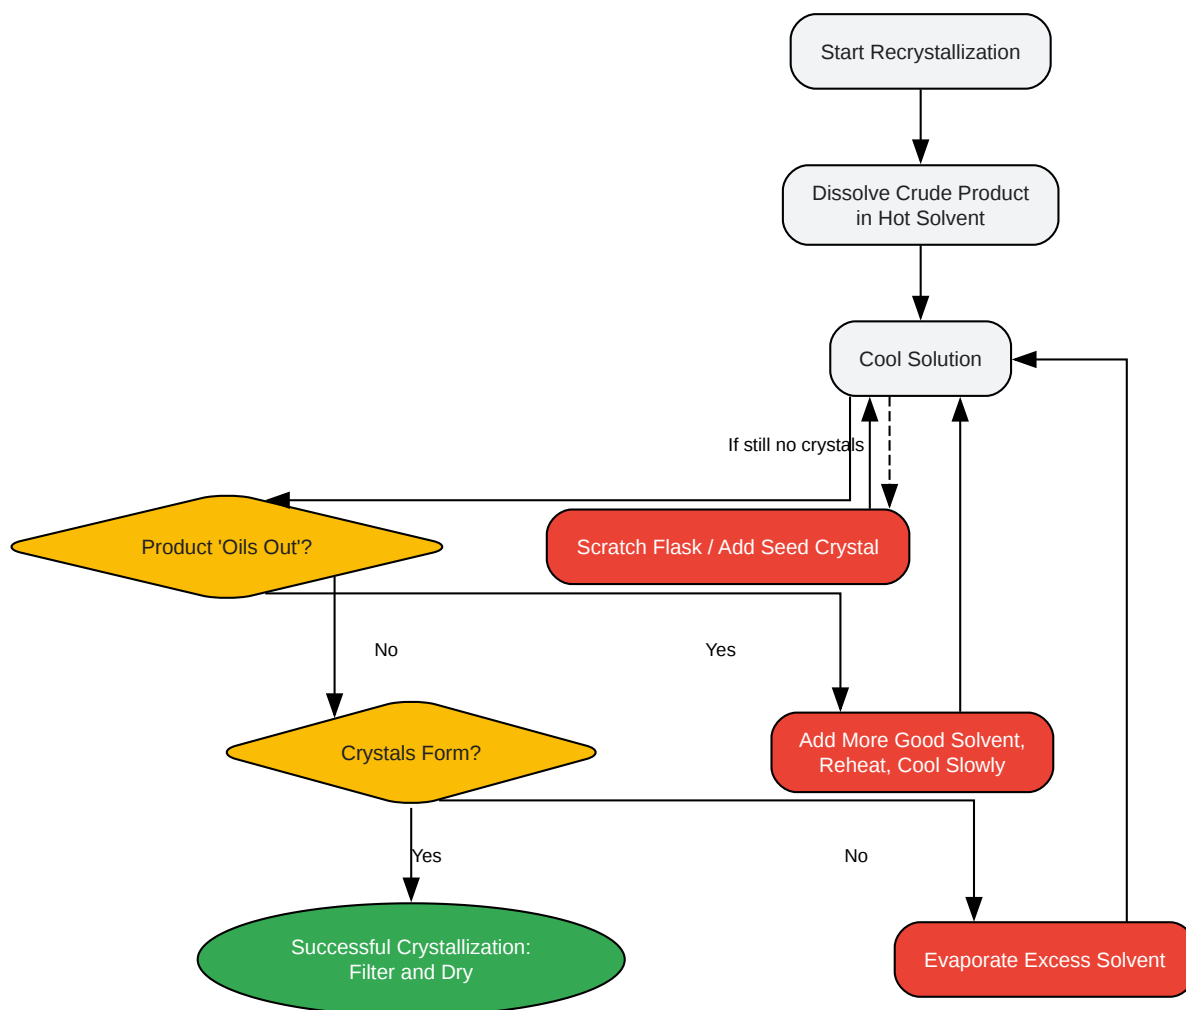 Start Recrystallization
Dissolve Crude Product
in Hot Solvent
Cool Solution
If still no crystals
Product 'Oils Out'?
Scratch Flask / Add Seed Crystal
No
Yes
Crystals Form?
Add More Good Solvent,
Reheat, Cool Slowly
Yes
No
Successful Crystallization:
Filter and Dry
Evaporate Excess Solvent